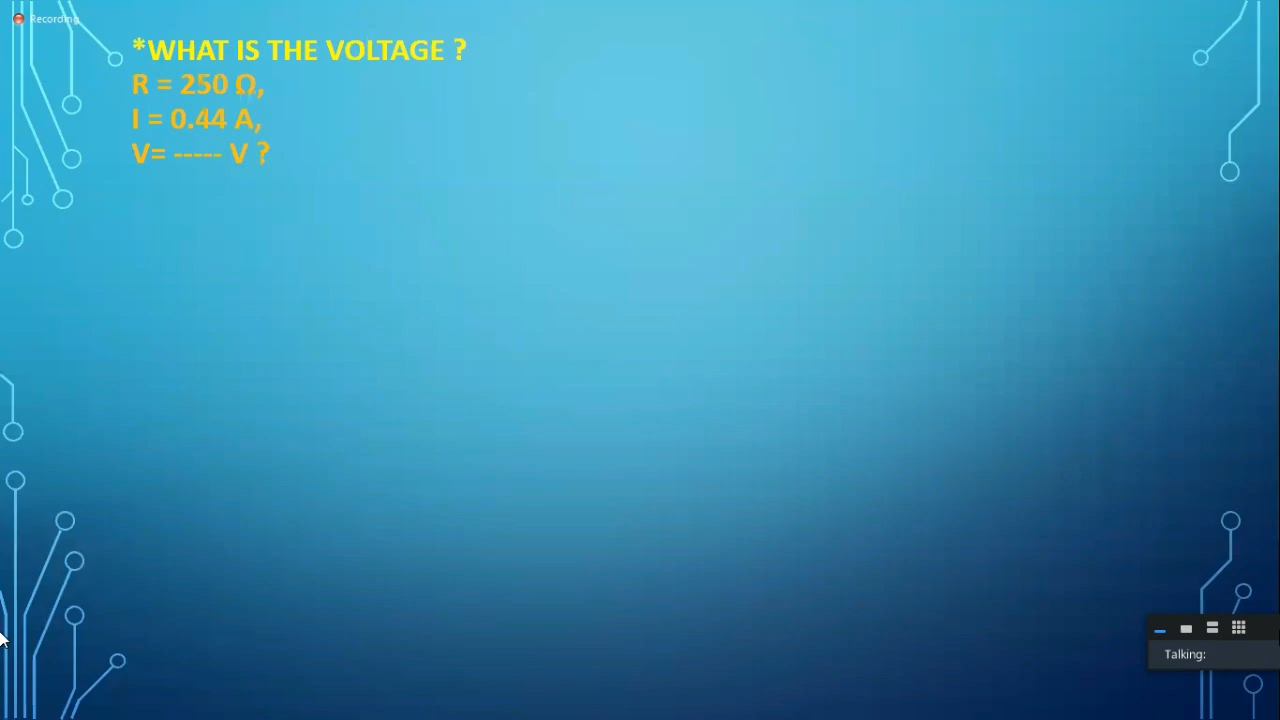 Recording
*WHAT IS THE VOLTAGE ?
R = 250 Ω,
I = 0.44 A,
V= ----- V ?
Talking: